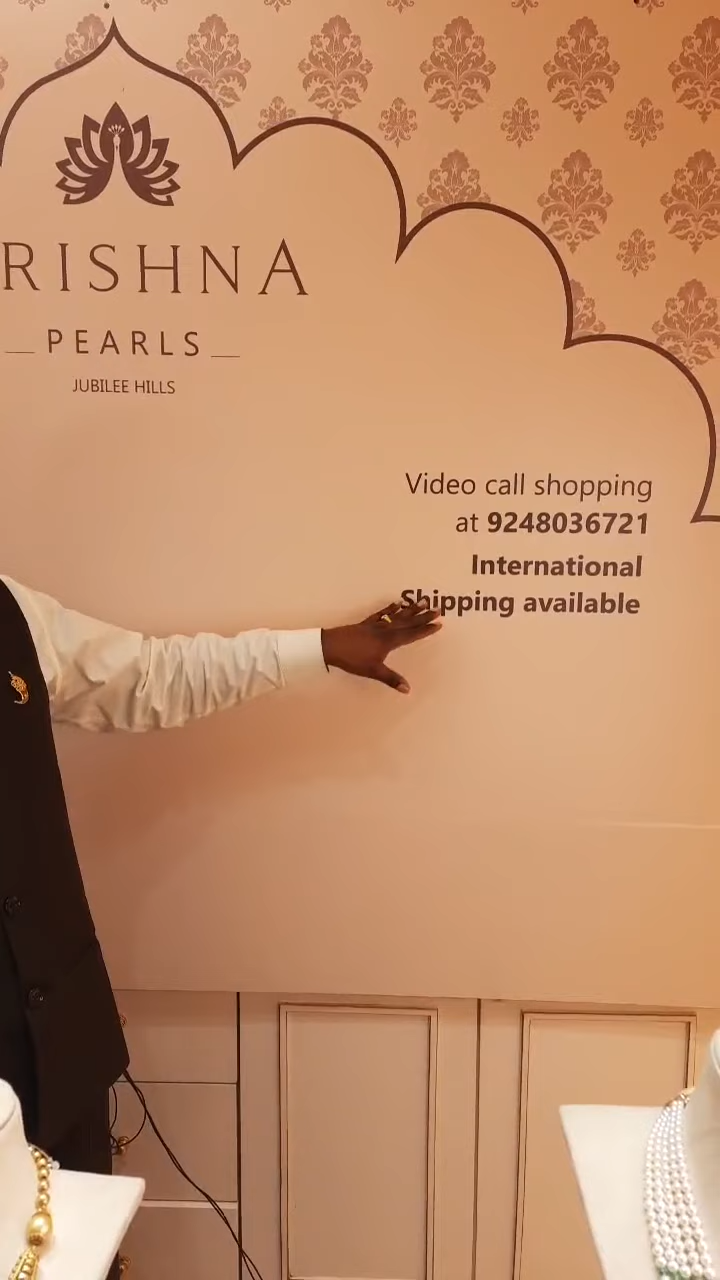 RISHNA
PEARLS
JUBILEE HILLS
Video call shopping
at 9248036721
International
Shipping available